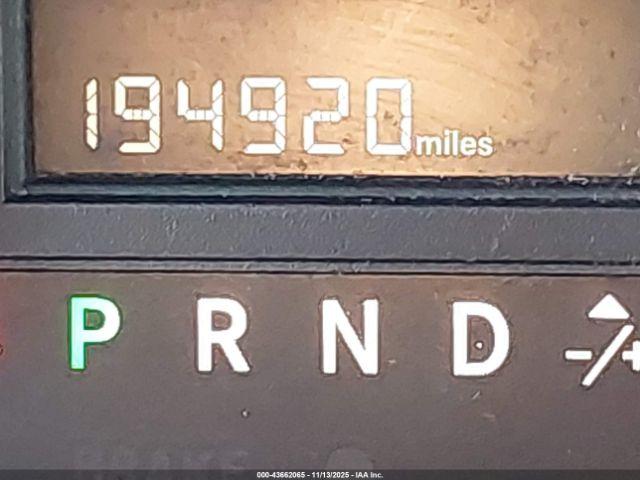 194920 miles
P R N D -/+
000-43662065 - 11/13/2025 - IAA Inc.